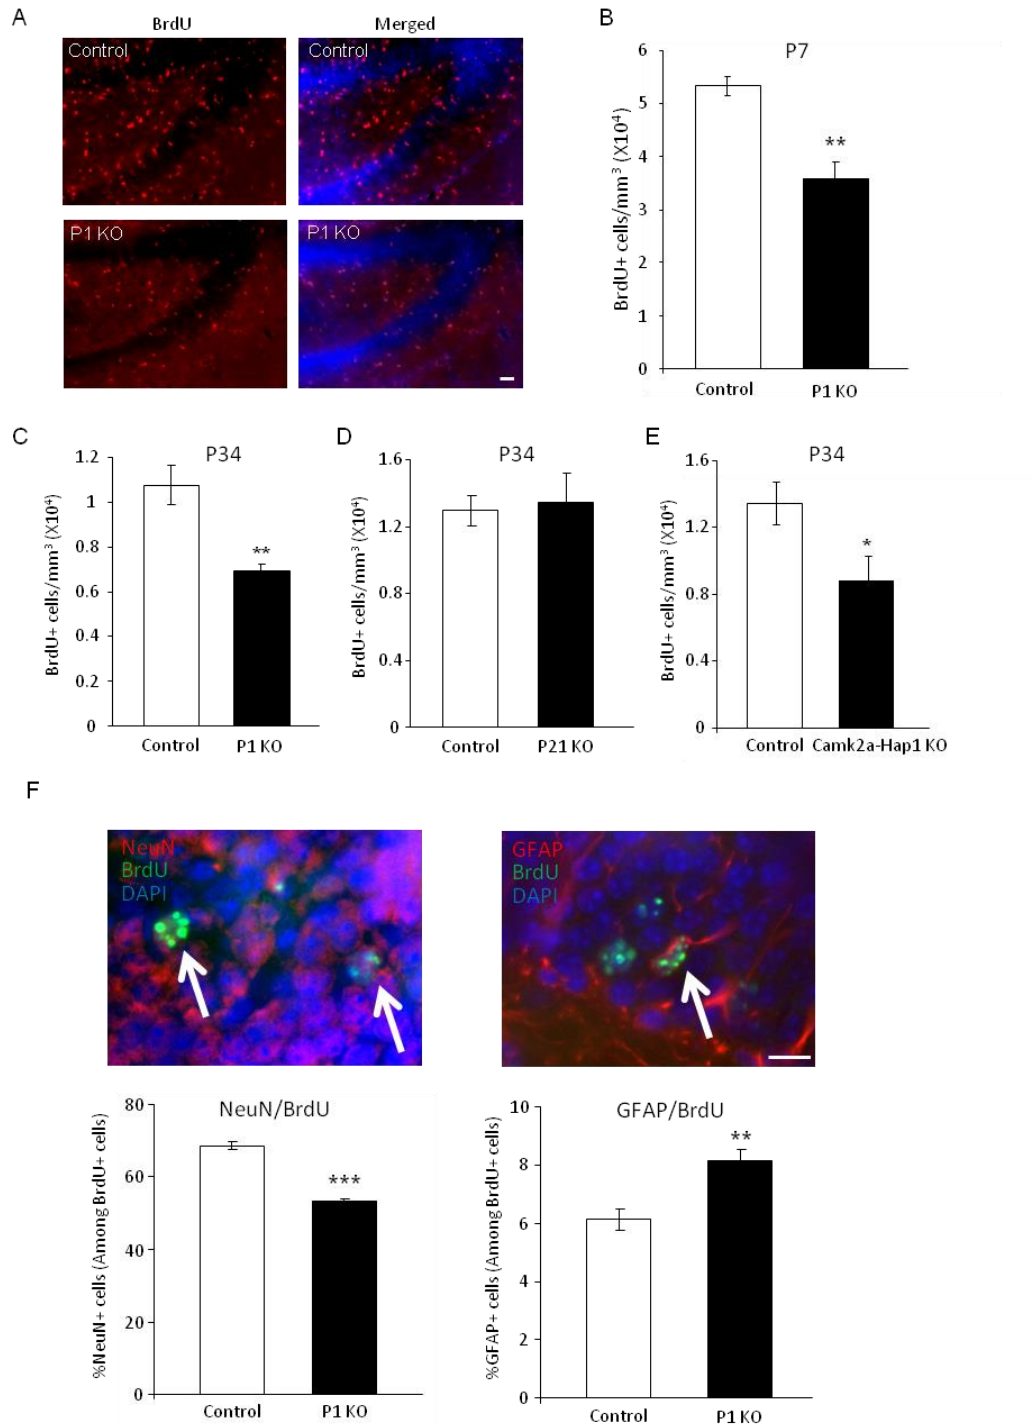 A
BrdU
Merged
Control
Control
P1 KO
P1 KO
B
P7
BrdU+ cells/mm³ (X10⁴)
6
5
4
3
2
1
0
**
Control
P1 KO
C
P34
BrdU+ cells/mm³ (X10⁴)
1.2
1
0.8
0.6
0.4
0.2
0
**
Control
P1 KO
D
P34
BrdU+ cells/mm³ (X10⁴)
1.6
1.2
0.8
0.4
0
Control
P21 KO
E
P34
BrdU+ cells/mm³ (X10⁴)
1.6
1.2
0.8
0.4
0
*
Control
Camk2a-Hap1 KO
F
NeuN
BrdU
DAPI
GFAP
BrdU
DAPI
NeuN/BrdU
%NeuN+ cells (Among BrdU+ cells)
80
60
40
20
0
***
Control
P1 KO
GFAP/BrdU
%GFAP+ cells (Among BrdU+ cells)
10
8
6
4
2
0
**
Control
P1 KO